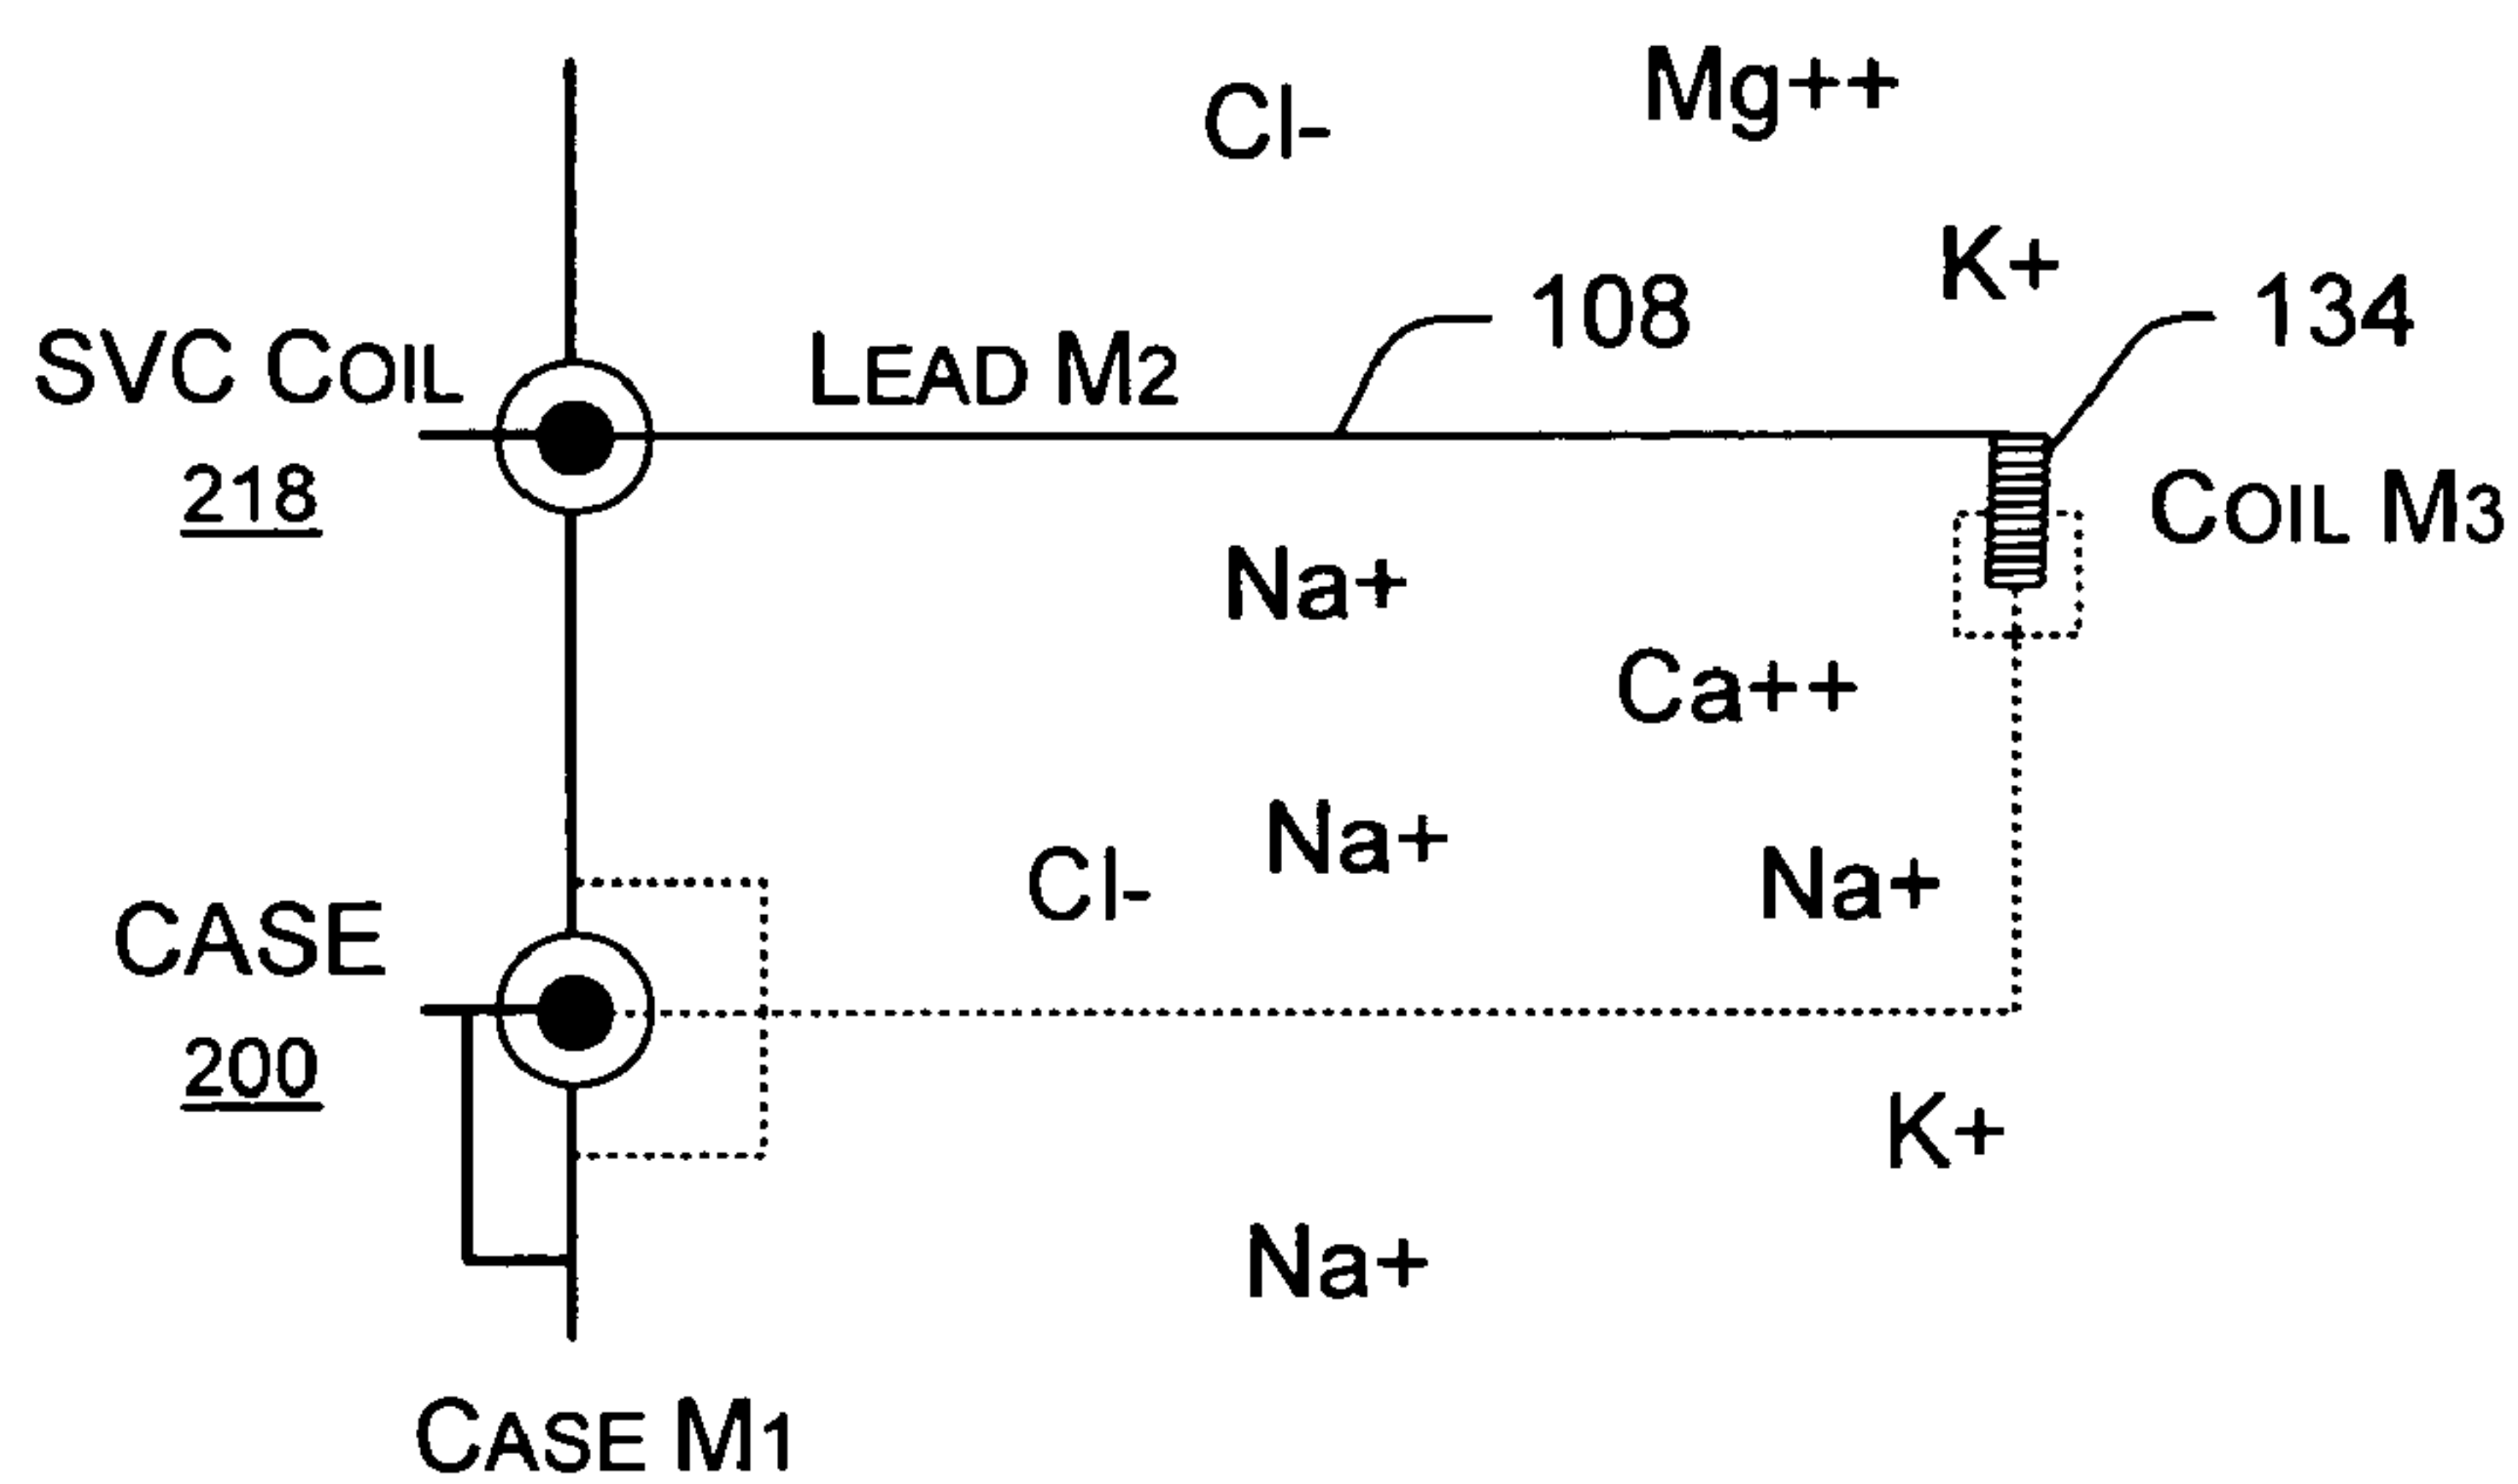 Cl-
Mg++
K+
108
134
SVC COIL
218
LEAD M2
COIL M3
Na+
Ca++
Na+
Cl-
Na+
CASE
200
K+
Na+
CASE M1